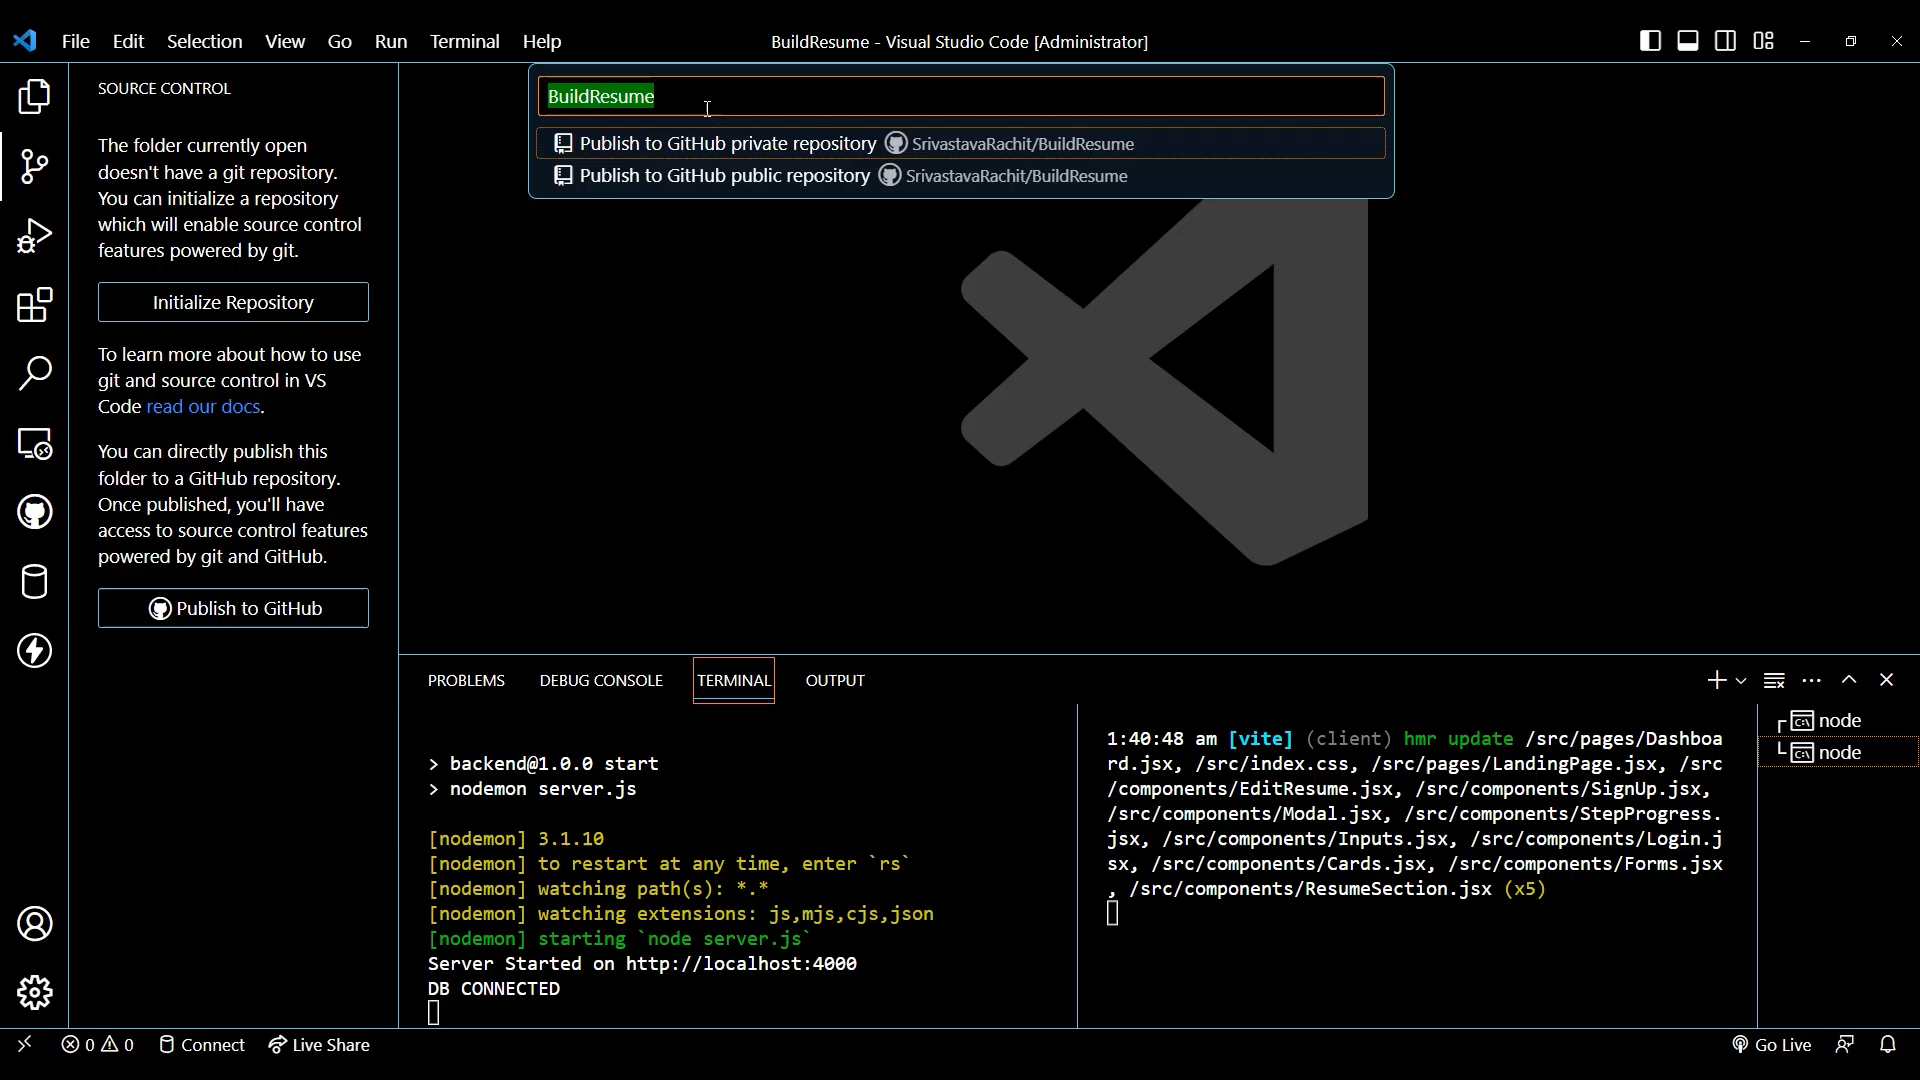 File Edit Selection View Go Run Terminal Help
BuildResume - Visual Studio Code [Administrator]
SOURCE CONTROL
The folder currently open
doesn't have a git repository.
You can initialize a repository
which will enable source control
features powered by git.
Initialize Repository
To learn more about how to use
git and source control in VS
Code read our docs.
You can directly publish this
folder to a GitHub repository.
Once published, you'll have
access to source control features
powered by git and GitHub.
Publish to GitHub
BuildResume
Publish to GitHub private repository SrivastavaRachit/BuildResume
Publish to GitHub public repository SrivastavaRachit/BuildResume
PROBLEMS DEBUG CONSOLE TERMINAL OUTPUT
> backend@1.0.0 start
> nodemon server.js
[nodemon] 3.1.10
[nodemon] to restart at any time, enter `rs`
[nodemon] watching path(s): *.*
[nodemon] watching extensions: js,mjs,cjs,json
[nodemon] starting `node server.js`
Server Started on http://localhost:4000
DB CONNECTED
1:40:48 am [vite] (client) hmr update /src/pages/Dashboa
rd.jsx, /src/index.css, /src/pages/LandingPage.jsx, /src
/components/EditResume.jsx, /src/components/SignUp.jsx,
/src/components/Modal.jsx, /src/components/StepProgress.
jsx, /src/components/Inputs.jsx, /src/components/Login.j
sx, /src/components/Cards.jsx, /src/components/Forms.jsx
, /src/components/ResumeSection.jsx (x5)
node
node
0 0 Connect Live Share
Go Live